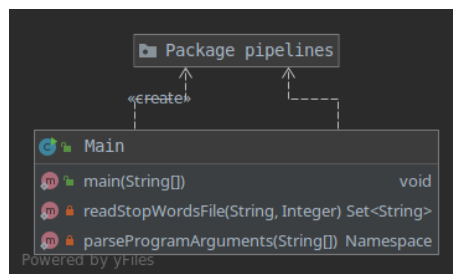 Package pipelines
«create»
Main
main(String[]) void
readStopWordsFile(String, Integer) Set<String>
parseProgramArguments(String[]) Namespace
Powered by yFiles